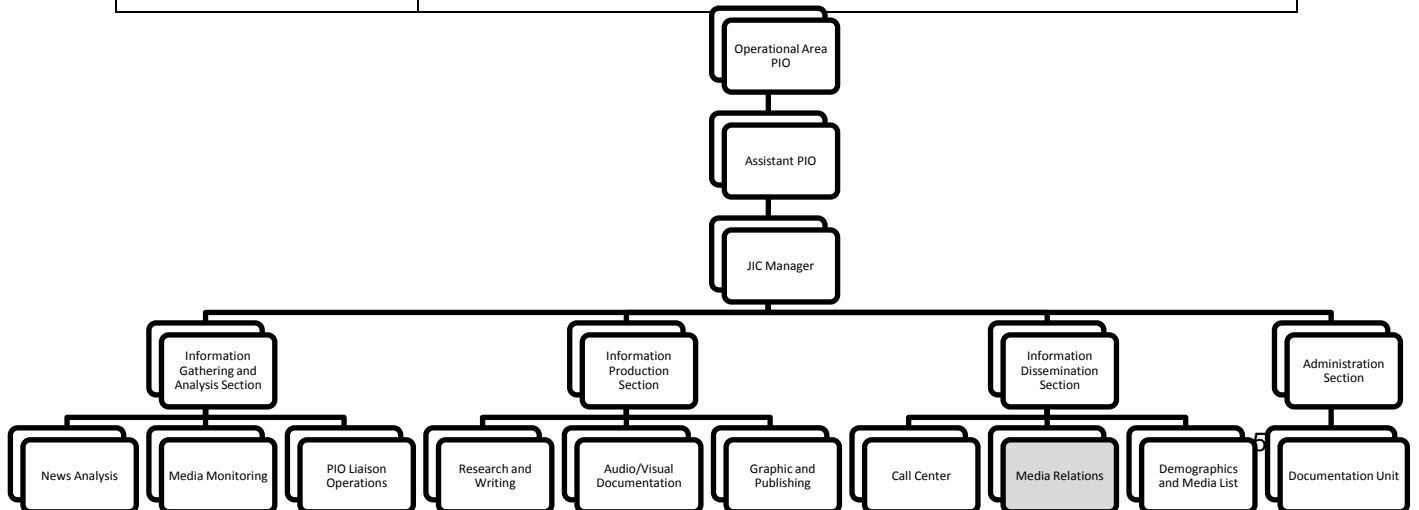 Operational Area
PIO
Assistant PIO
JIC Manager
Information
Gathering and
Analysis Section
Information
Production
Section
Information
Dissemination
Section
Administration
Section
News Analysis
Media Monitoring
PIO Liaison
Operations
Research and
Writing
Audio/Visual
Documentation
Graphic and
Publishing
Call Center
Media Relations
Demographics
and Media List
5
Documentation Unit